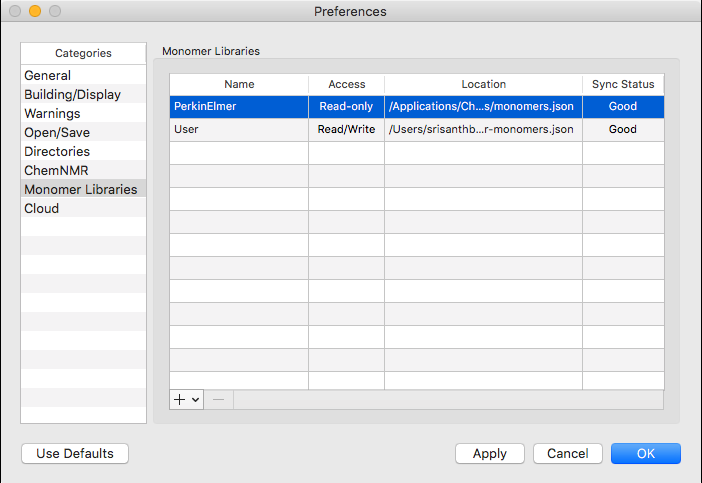 Preferences
Categories
General
Building/Display
Warnings
Open/Save
Directories
ChemNMR
Monomer Libraries
Cloud
Monomer Libraries
Name Access Location Sync Status
PerkinElmer Read-only /Applications/Ch...s/monomers.json Good
User Read/Write /Users/srisanthb...r-monomers.json Good
Use Defaults Apply Cancel OK